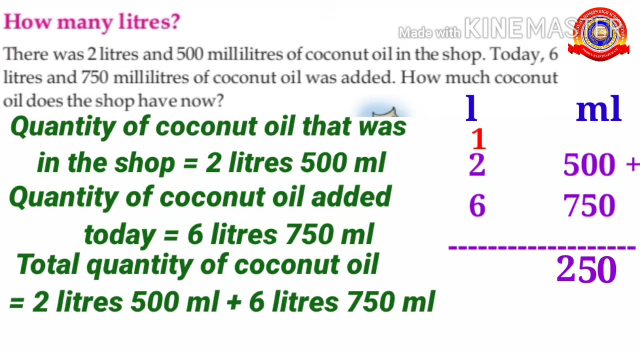 How many litres?
Made with KINEMASTER
There was 2 litres and 500 millilitres of coconut oil in the shop. Today, 6
litres and 750 millilitres of coconut oil was added. How much coconut
oil does the shop have now?
Quantity of coconut oil that was
in the shop = 2 litres 500 ml
Quantity of coconut oil added
today = 6 litres 750 ml
Total quantity of coconut oil
= 2 litres 500 ml + 6 litres 750 ml
l ml
1
2 500 +
6 750
-------------------
250